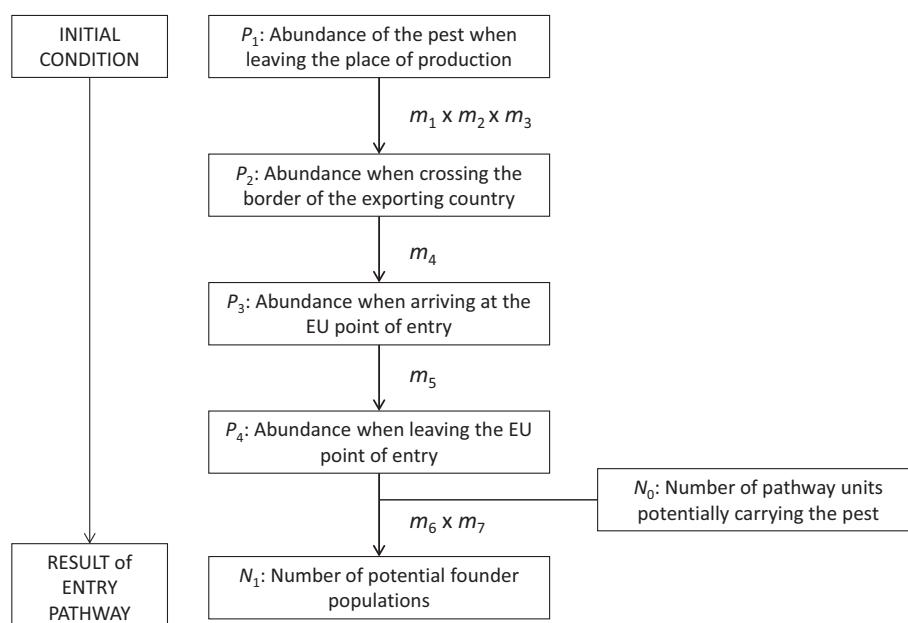 INITIAL
CONDITION
P₁: Abundance of the pest when
leaving the place of production
m₁ x m₂ x m₃
P₂: Abundance when crossing the
border of the exporting country
m₄
P₃: Abundance when arriving at the
EU point of entry
m₅
P₄: Abundance when leaving the EU
point of entry
N₀: Number of pathway units
potentially carrying the pest
m₆ x m₇
RESULT of
ENTRY
PATHWAY
N₁: Number of potential founder
populations